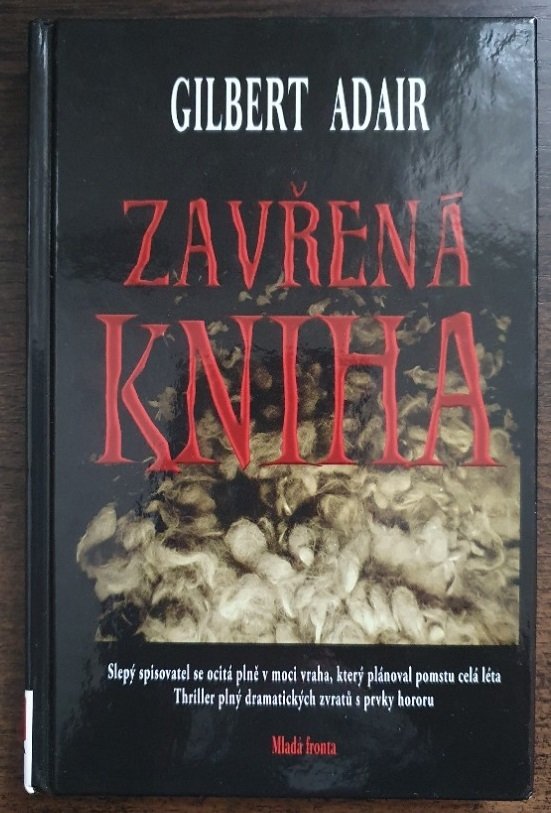 GILBERT ADAIR
ZAVŘENÁ
KNIHA
Slepý spisovatel se ocitá plně v moci vraha, který plánoval pomstu celá léta
Thriller plný dramatických zvratů s prvky hororu
Mladá fronta